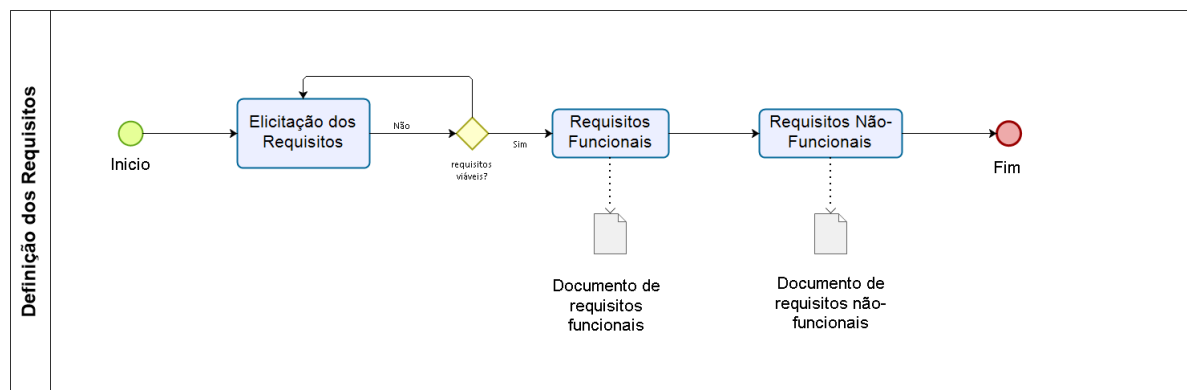 Definição dos Requisitos
Inicio
Elicitação dos
Requisitos
Não
requisitos
viáveis?
Sim
Requisitos
Funcionais
Requisitos Não-
Funcionais
Fim
Documento de
requisitos
funcionais
Documento de
requisitos não-
funcionais